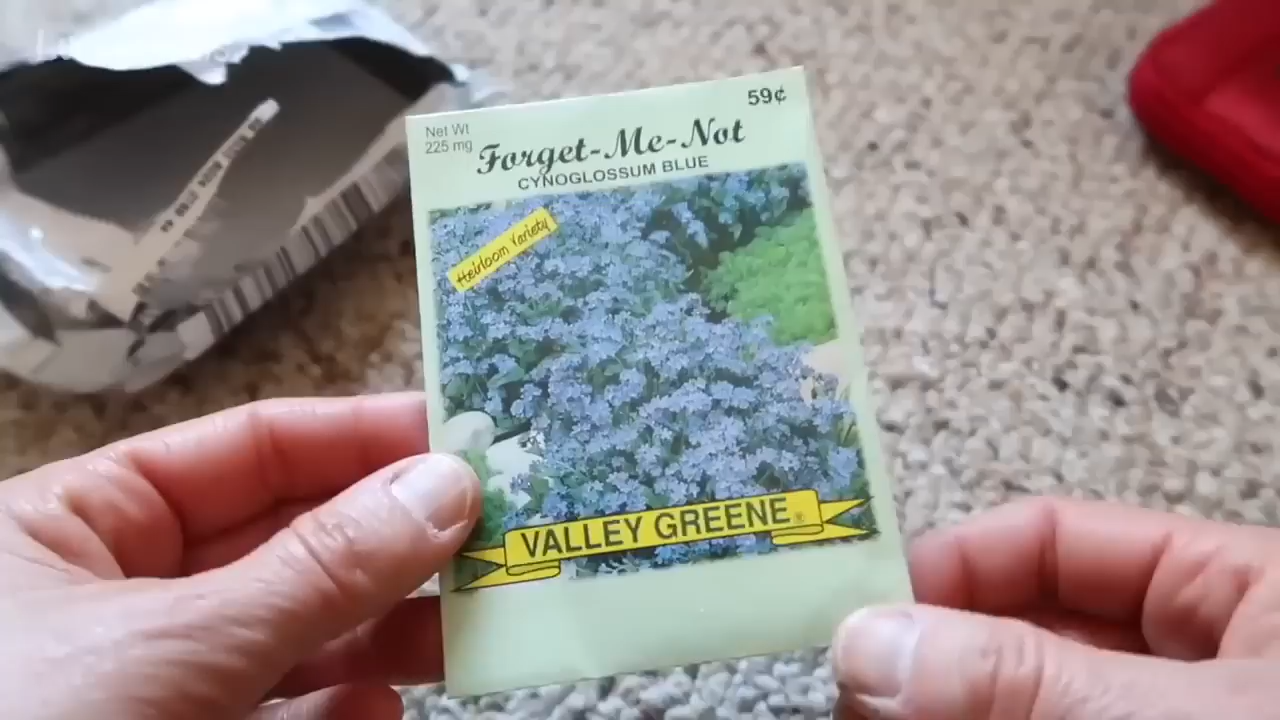 59¢
Net Wt
225 mg
Forget-Me-Not
CYNOGLOSSUM BLUE
Heirloom Variety
VALLEY GREENE®